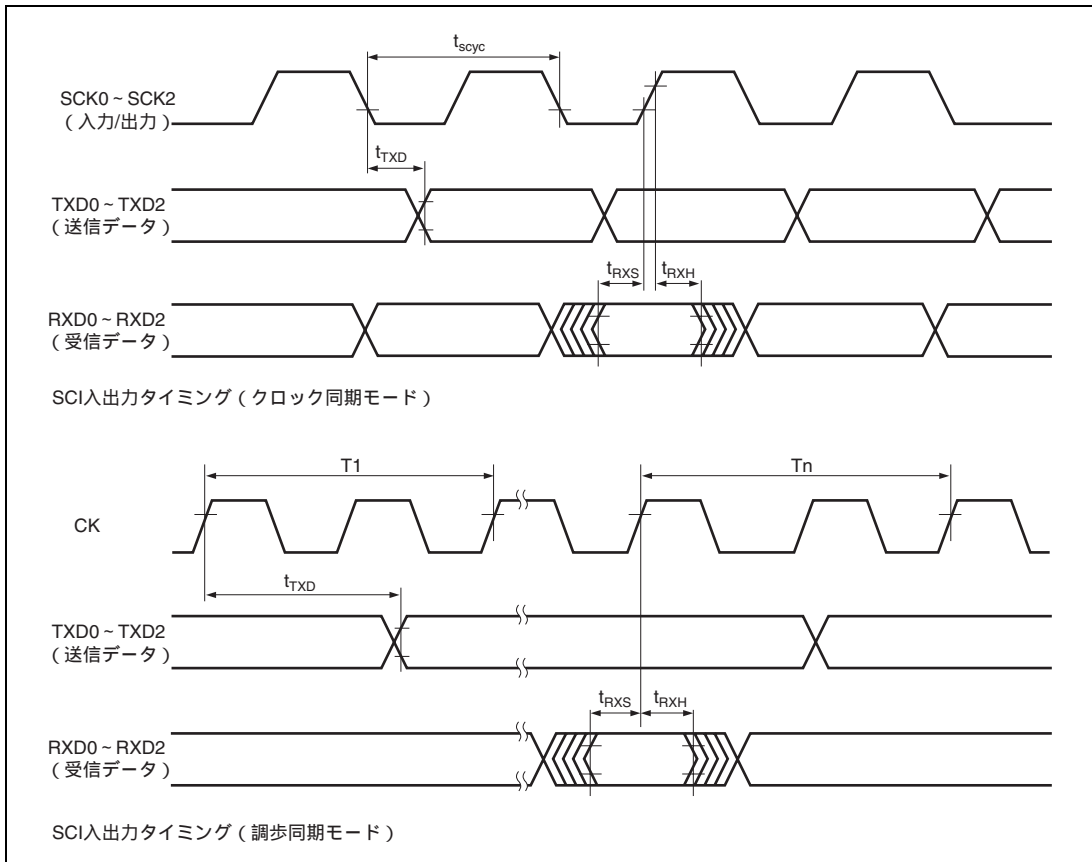 tscyc
SCK0 ~ SCK2
（入力/出力）
tTXD
TXD0 ~ TXD2
（送信データ）
tRXS tRXH
RXD0 ~ RXD2
（受信データ）
SCI入出力タイミング（クロック同期モード）
T1 Tn
CK
tTXD
TXD0 ~ TXD2
（送信データ）
tRXS tRXH
RXD0 ~ RXD2
（受信データ）
SCI入出力タイミング（調歩同期モード）